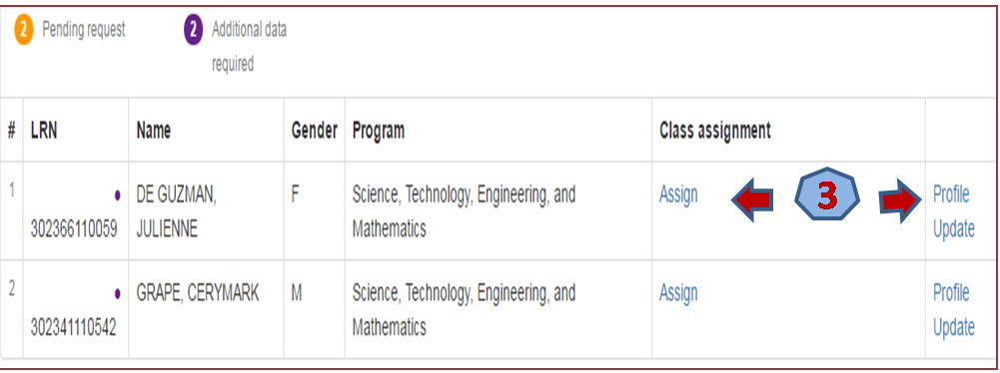 2 Pending request 2 Additional data
required
# LRN Name Gender Program Class assignment
1 DE GUZMAN, F Science, Technology, Engineering, and Assign 3 Profile
302366110059 JULIENNE Mathematics Update
2 GRAPE, CERYMARK M Science, Technology, Engineering, and Assign Profile
302341110542 Mathematics Update